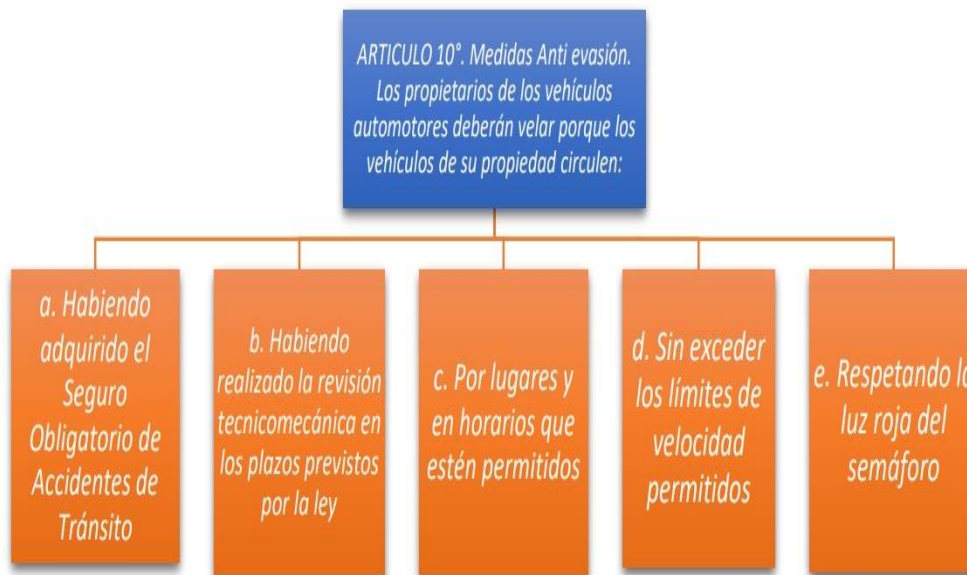 ARTICULO 10°. Medidas Anti evasión.
Los propietarios de los vehículos
automotores deberán velar porque los
vehículos de su propiedad circulen:
a. Habiendo
adquirido el
Seguro
Obligatorio de
Accidentes de
Tránsito
b. Habiendo
realizado la revisión
tecnicomecánica en
los plazos previstos
por la ley
c. Por lugares y
en horarios que
estén permitidos
d. Sin exceder
los límites de
velocidad
permitidos
e. Respetando la
luz roja del
semáforo